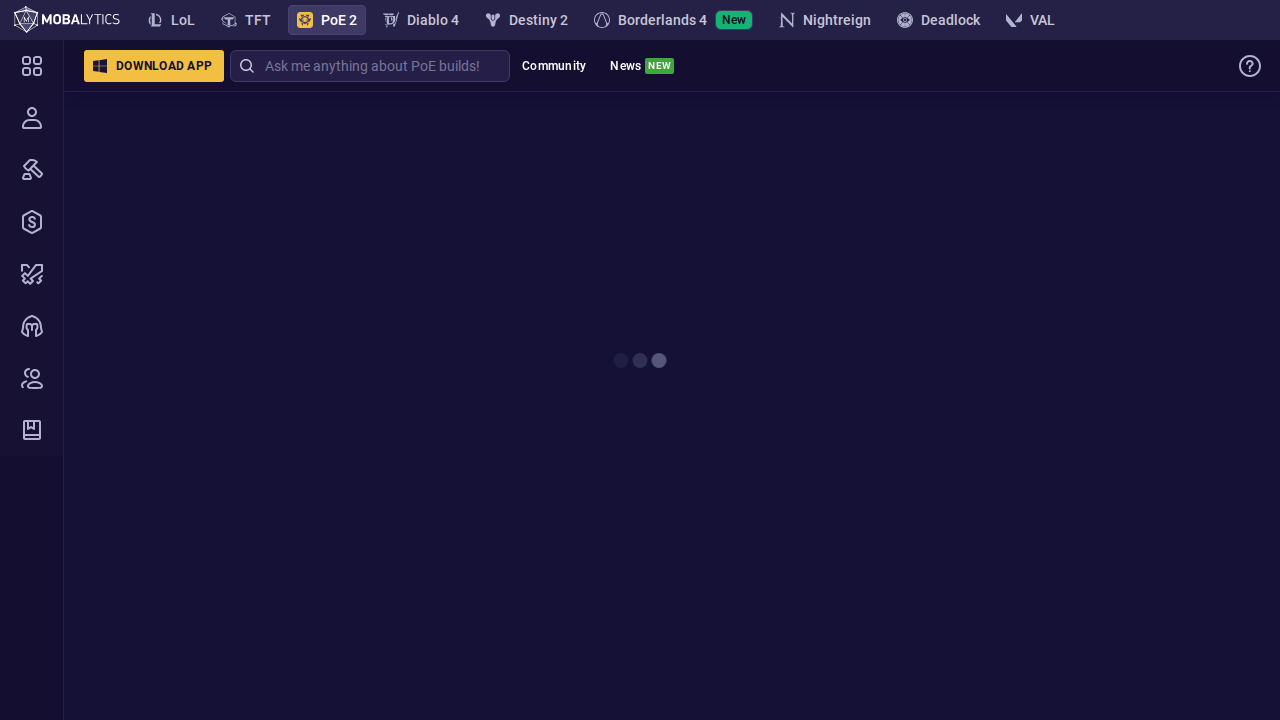 MOBALYTICS LoL TFT PoE 2 Diablo 4 Destiny 2 Borderlands 4 New Nightreign Deadlock VAL
DOWNLOAD APP Ask me anything about PoE builds! Community News NEW